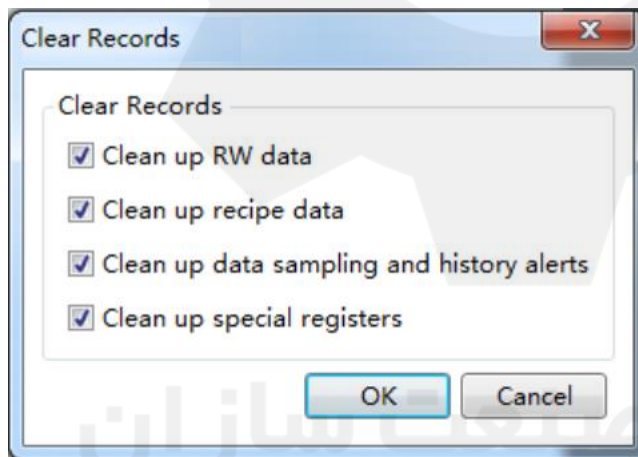 Clear Records
Clear Records
Clean up RW data
Clean up recipe data
Clean up data sampling and history alerts
Clean up special registers
OK
Cancel